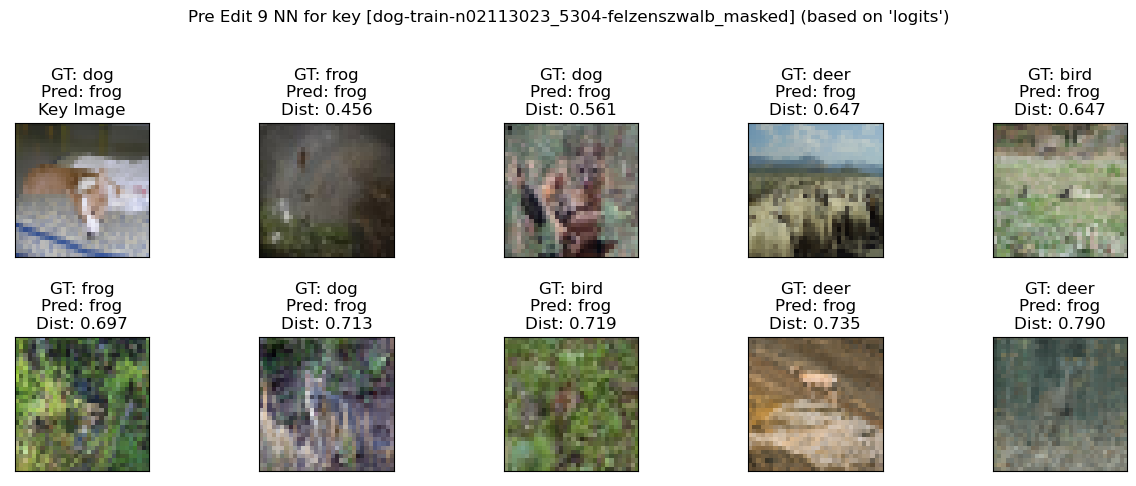 Pre Edit 9 NN for key [dog-train-n02113023_5304-felzenszwalb_masked] (based on 'logits')
GT: dog
Pred: frog
Key Image
GT: frog
Pred: frog
Dist: 0.456
GT: dog
Pred: frog
Dist: 0.561
GT: deer
Pred: frog
Dist: 0.647
GT: bird
Pred: frog
Dist: 0.647
GT: frog
Pred: frog
Dist: 0.697
GT: dog
Pred: frog
Dist: 0.713
GT: bird
Pred: frog
Dist: 0.719
GT: deer
Pred: frog
Dist: 0.735
GT: deer
Pred: frog
Dist: 0.790